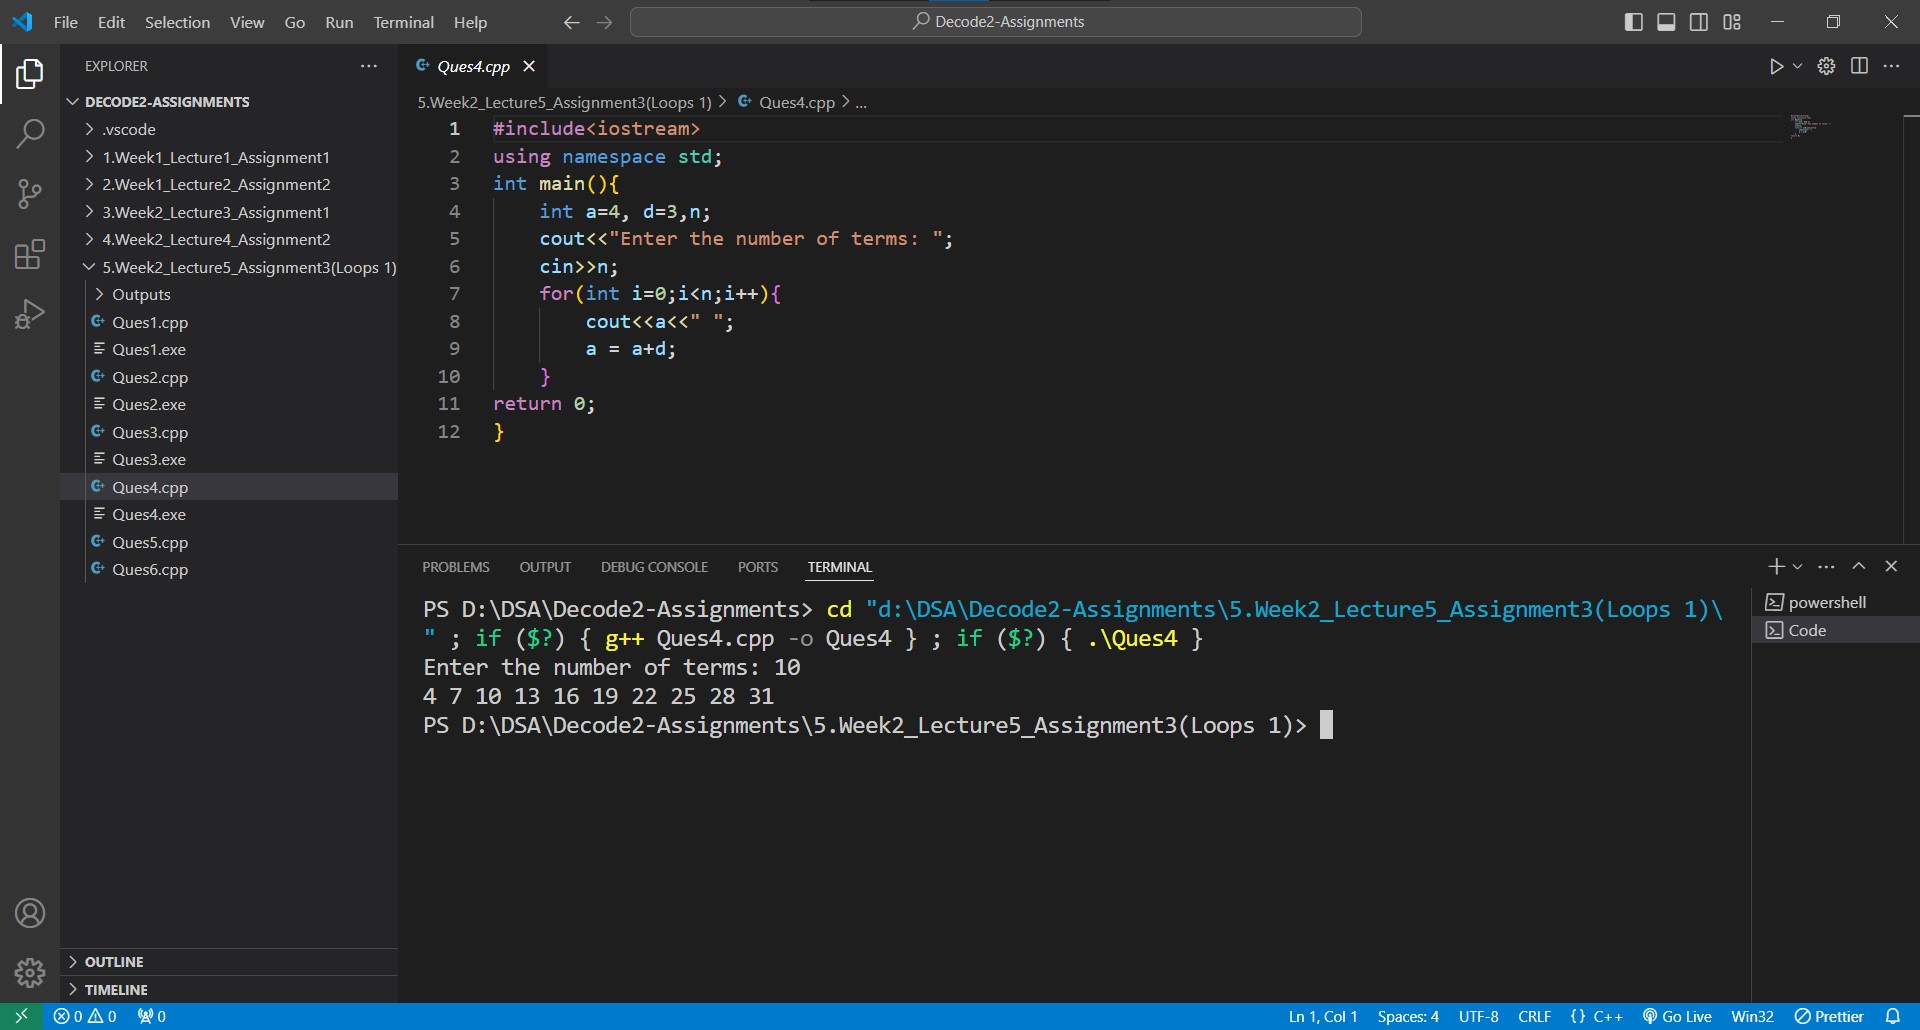 File Edit Selection View Go Run Terminal Help
Decode2-Assignments
EXPLORER
DECODE2-ASSIGNMENTS
.vscode
1.Week1_Lecture1_Assignment1
2.Week1_Lecture2_Assignment2
3.Week2_Lecture3_Assignment1
4.Week2_Lecture4_Assignment2
5.Week2_Lecture5_Assignment3(Loops 1)
Outputs
Ques1.cpp
Ques1.exe
Ques2.cpp
Ques2.exe
Ques3.cpp
Ques3.exe
Ques4.cpp
Ques4.exe
Ques5.cpp
Ques6.cpp
OUTLINE
TIMELINE
Ques4.cpp
5.Week2_Lecture5_Assignment3(Loops 1) > Ques4.cpp > ...
1 #include<iostream>
2 using namespace std;
3 int main(){
4     int a=4, d=3,n;
5     cout<<"Enter the number of terms: ";
6     cin>>n;
7     for(int i=0;i<n;i++){
8         cout<<a<<" ";
9         a = a+d;
10     }
11 return 0;
12 }
PROBLEMS OUTPUT DEBUG CONSOLE PORTS TERMINAL
PS D:\DSA\Decode2-Assignments> cd "d:\DSA\Decode2-Assignments\5.Week2_Lecture5_Assignment3(Loops 1)\
" ; if ($?) { g++ Ques4.cpp -o Ques4 } ; if ($?) { .\Ques4 }
Enter the number of terms: 10
4 7 10 13 16 19 22 25 28 31
PS D:\DSA\Decode2-Assignments\5.Week2_Lecture5_Assignment3(Loops 1)>
powershell
Code
0 0 0 Ln 1, Col 1 Spaces: 4 UTF-8 CRLF {} C++ Go Live Win32 Prettier